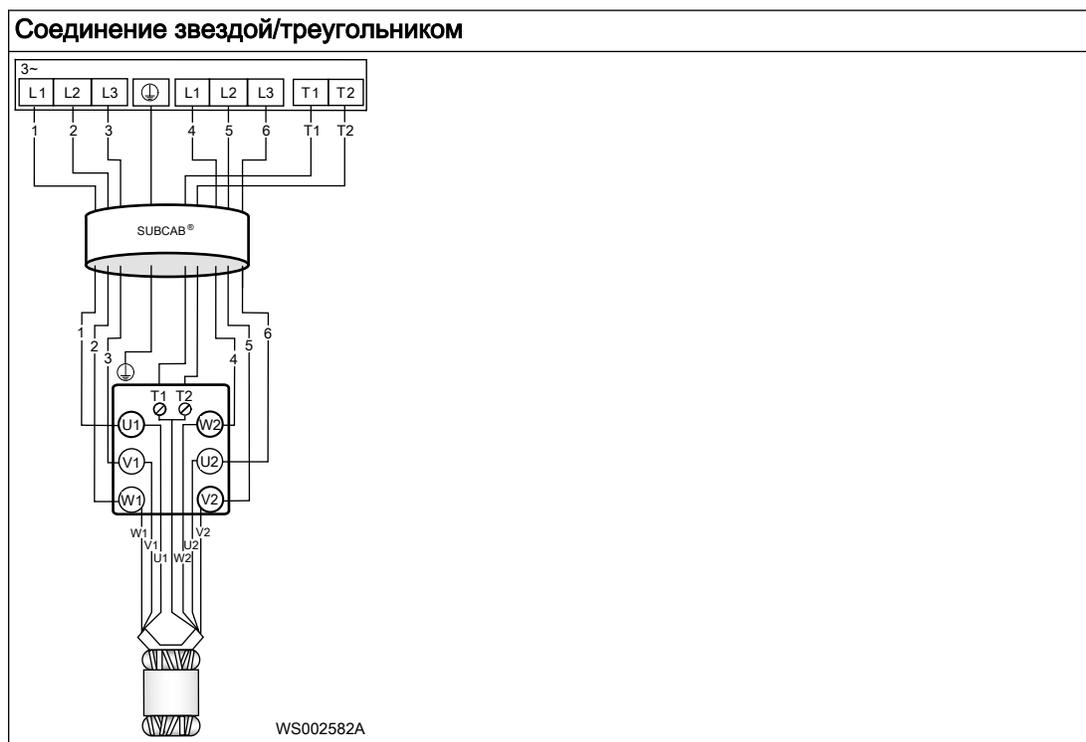 Соединение звездой/треугольником
3~
L1 L2 L3 L1 L2 L3 T1 T2
1 2 3 4 5 6 T1 T2
SUBCAB®
1 6
2 5
3 4
T1 T2
U1 W2
V1 U2
W1 V2
W1 V2
V1 U2
U1 W2
WS002582A